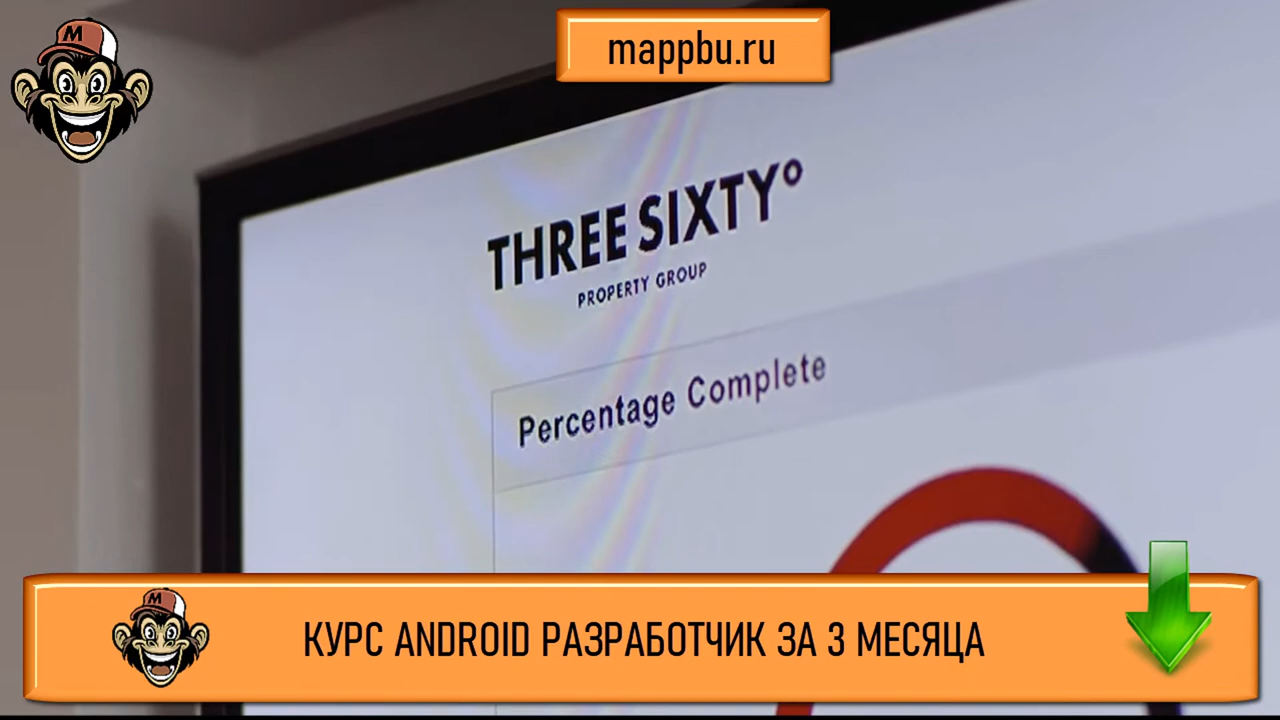 M
mappbu.ru
THREE SIXTY°
PROPERTY GROUP
Percentage Complete
M
КУРС ANDROID РАЗРАБОТЧИК ЗА 3 МЕСЯЦА